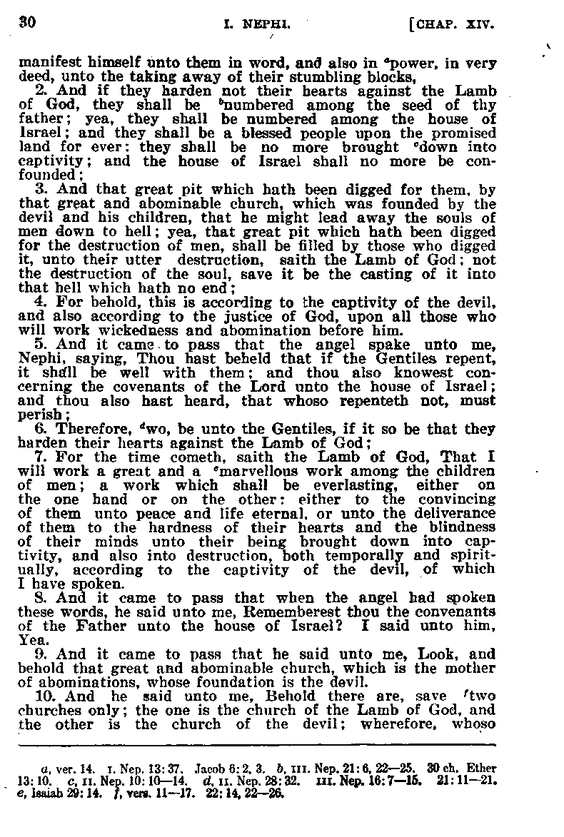 30 I. NEPHI. [CHAP. XIV.
manifest himself unto them in word, and also in ᵃpower, in very
deed, unto the taking away of their stumbling blocks,
2. And if they harden not their hearts against the Lamb
of God, they shall be ᵇnumbered among the seed of thy
father; yea, they shall be numbered among the house of
Israel; and they shall be a blessed people upon the promised
land for ever; they shall be no more brought ᶜdown into
captivity; and the house of Israel shall no more be con-
founded;
3. And that great pit which hath been digged for them, by
that great and abominable church, which was founded by the
devil and his children, that he might lead away the souls of
men down to hell; yea, that great pit which hath been digged
for the destruction of men, shall be filled by those who digged
it, unto their utter destruction, saith the Lamb of God; not
the destruction of the soul, save it be the casting of it into
that hell which hath no end;
4. For behold, this is according to the captivity of the devil,
and also according to the justice of God, upon all those who
will work wickedness and abomination before him.
5. And it came to pass that the angel spake unto me,
Nephi, saying, Thou hast beheld that if the Gentiles repent,
it shall be well with them; and thou also knowest con-
cerning the covenants of the Lord unto the house of Israel;
and thou also hast heard, that whoso repenteth not, must
perish;
6. Therefore, ᵈwo, be unto the Gentiles, if it so be that they
harden their hearts against the Lamb of God;
7. For the time cometh, saith the Lamb of God, That I
will work a great and a ᵉmarvellous work among the children
of men; a work which shall be everlasting, either on
the one hand or on the other: either to the convincing
of them unto peace and life eternal, or unto the deliverance
of them to the hardness of their hearts and the blindness
of their minds unto their being brought down into cap-
tivity, and also into destruction, both temporally and spirit-
ually, according to the captivity of the devil, of which
I have spoken.
8. And it came to pass that when the angel had spoken
these words, he said unto me, Rememberest thou the convenants
of the Father unto the house of Israel? I said unto him,
Yea.
9. And it came to pass that he said unto me, Look, and
behold that great and abominable church, which is the mother
of abominations, whose foundation is the devil.
10. And he said unto me, Behold there are, save ᶠtwo
churches only; the one is the church of the Lamb of God, and
the other is the church of the devil; wherefore, whoso
a, ver. 14. I. Nep. 13:37. Jacob 6:2, 3. b, III. Nep. 21:6, 22—25. 30 ch. Ether
13:10. c, II. Nep. 10:10—14. d, II. Nep. 28:32. III. Nep. 16:7—15. 21:11—21.
e, Isaiah 29:14. f, vers. 11—17. 22:14, 22—26.